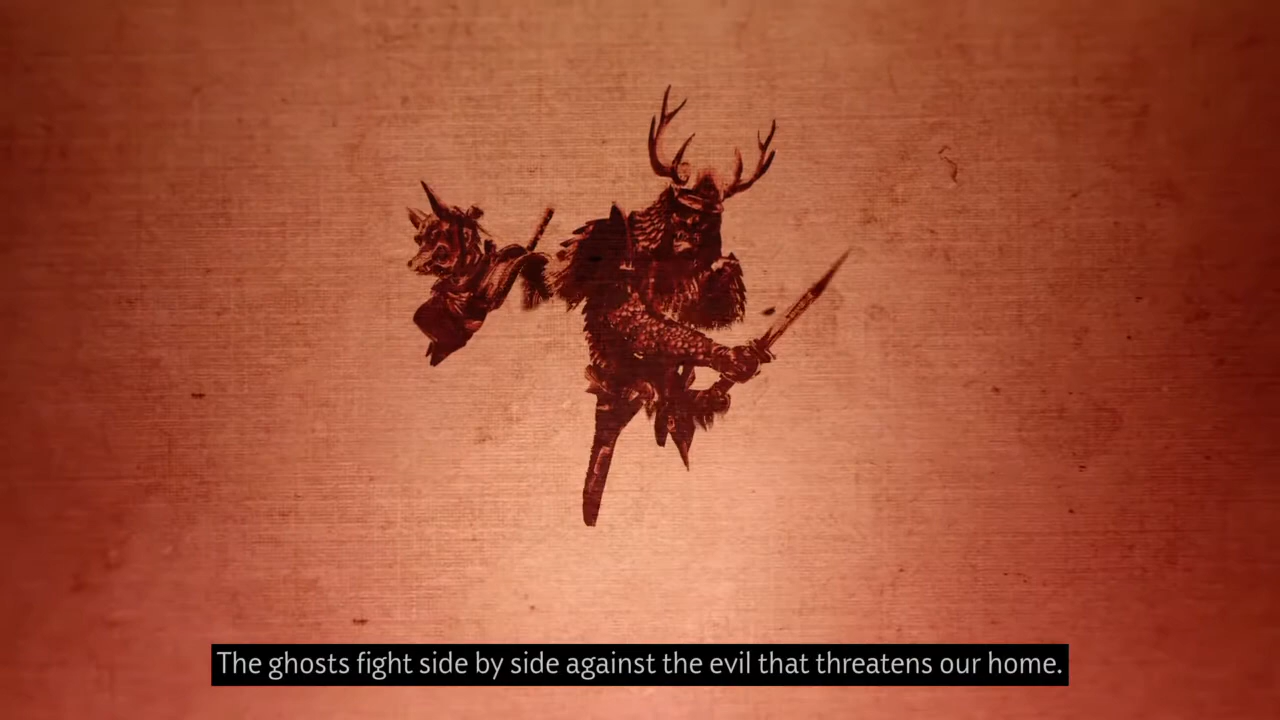 The ghosts fight side by side against the evil that threatens our home.